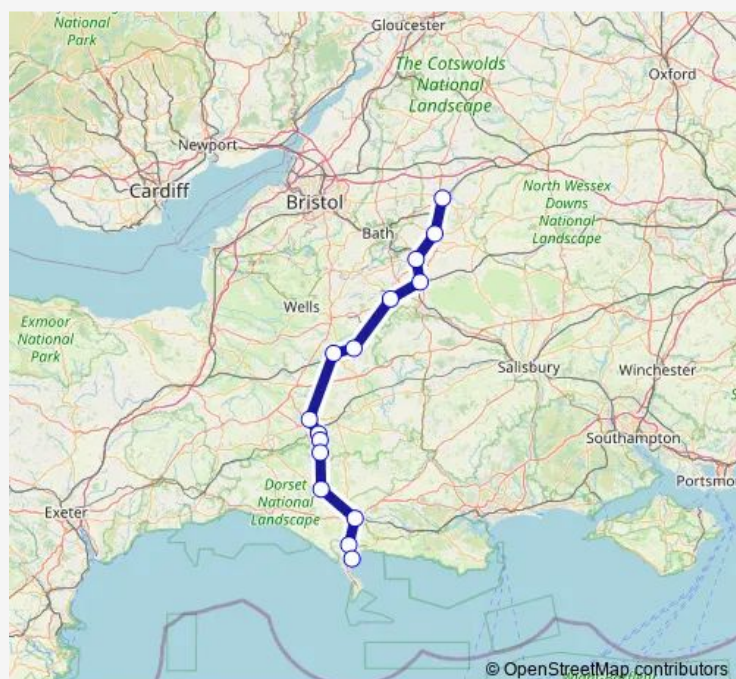 National
Park
Gloucester
The Cotswolds
National
Landscape
Oxford
Newport
Cardiff
Bristol
North Wessex
Downs
National
Landscape
Bath
Wells
Exmoor
National
Park
Salisbury
Winchester
Southampton
Portsmou
Dorset
National
Landscape
Exeter
© OpenStreetMap contributors